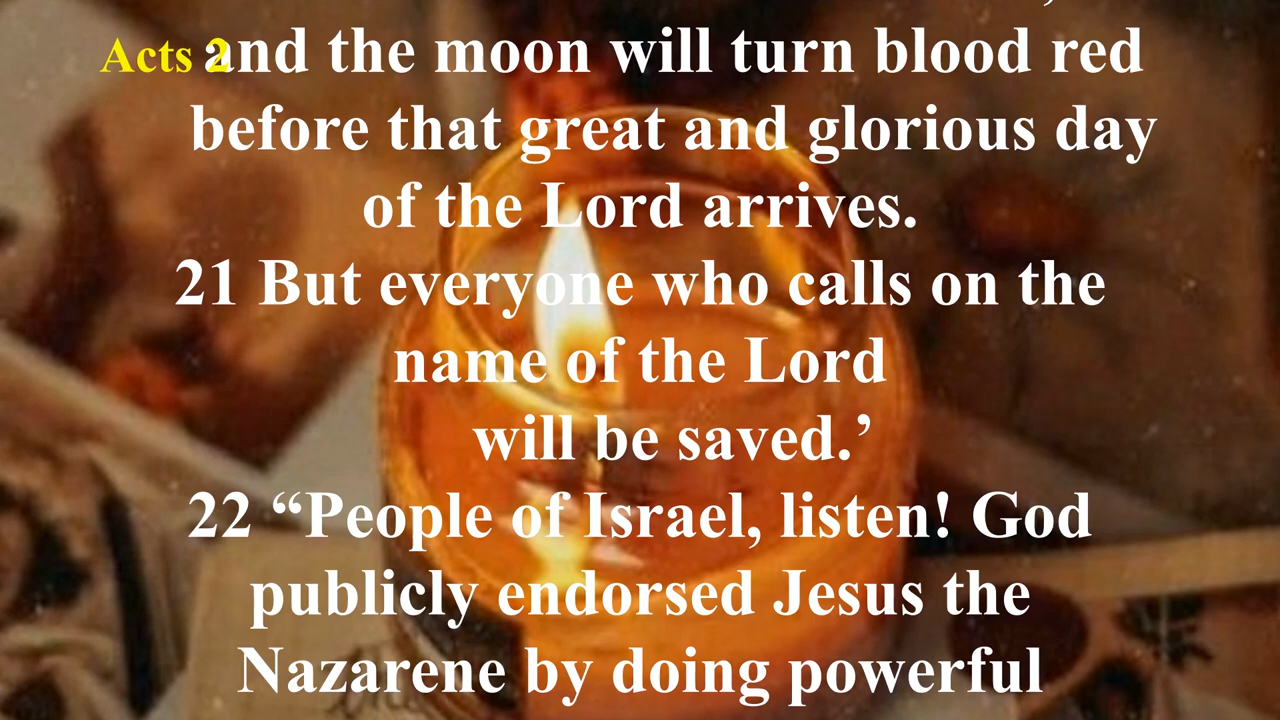 Acts 2
and the moon will turn blood red
before that great and glorious day
of the Lord arrives.
21 But everyone who calls on the
name of the Lord
will be saved.’
22 “People of Israel, listen! God
publicly endorsed Jesus the
Nazarene by doing powerful